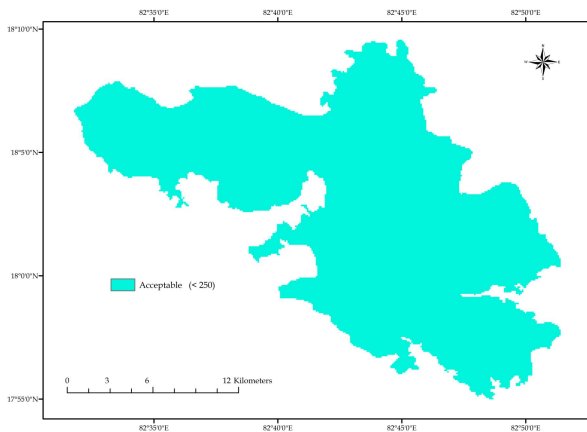 82°35'0"E 82°40'0"E 82°45'0"E 82°50'0"E
18°10'0"N
N
W E
S
18°5'0"N
18°0'0"N
Acceptable (< 250)
0 3 6 12 Kilometers
17°55'0"N
82°35'0"E 82°40'0"E 82°45'0"E 82°50'0"E